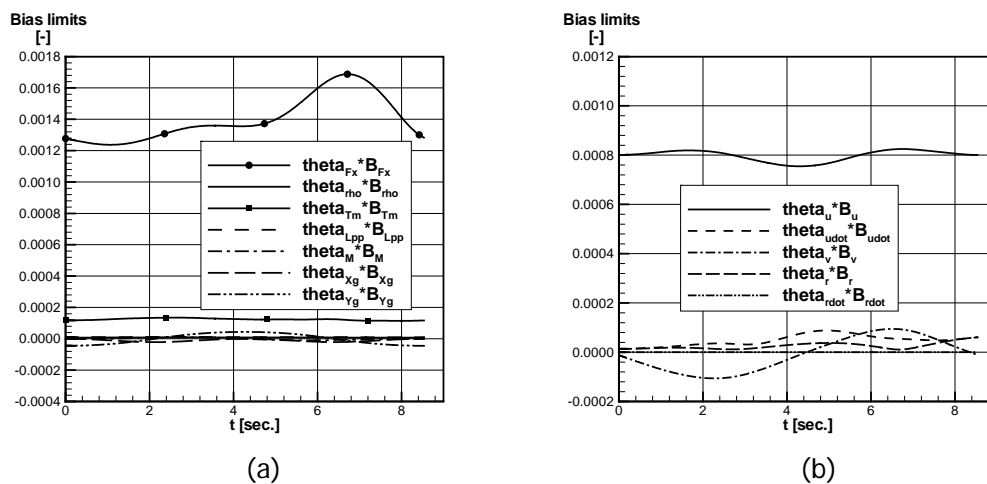 Bias limits
[-]
0.0018
0.0016
0.0014
0.0012
0.0010
0.0008
0.0006
0.0004
0.0002
0.0000
-0.0002
-0.0004
0 2 4 6 8
t [sec.]
theta_Fx*B_Fx
theta_rho*B_rho
theta_Tm*B_Tm
theta_Lpp*B_Lpp
theta_M*B_M
theta_Xg*B_Xg
theta_Yg*B_Yg
(a)
Bias limits
[-]
0.0012
0.0010
0.0008
0.0006
0.0004
0.0002
0.0000
-0.0002
0 2 4 6 8
t [sec.]
theta_u*B_u
theta_udot*B_udot
theta_v*B_v
theta_r*B_r
theta_rdot*B_rdot
(b)